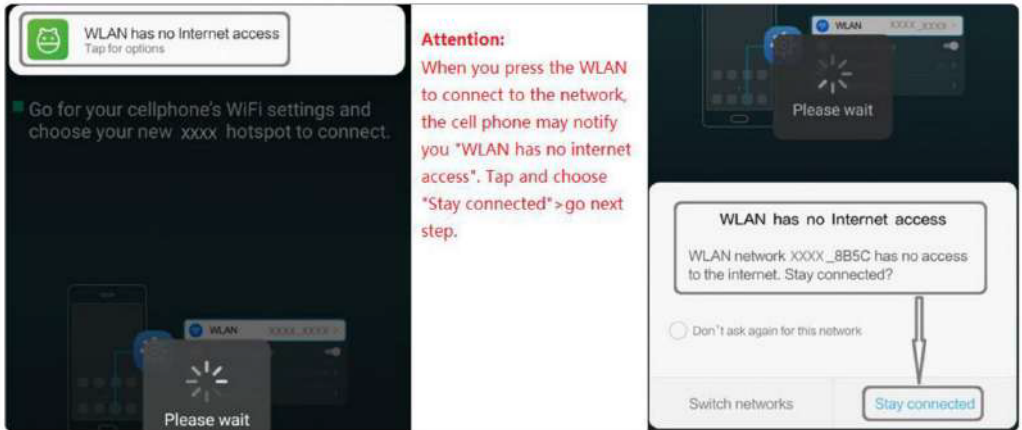 WLAN has no Internet access
Tap for options
Go for your cellphone's WiFi settings and
choose your new xxxx hotspot to connect.
WLAN
Please wait
Attention:
When you press the WLAN
to connect to the network,
the cell phone may notify
you "WLAN has no internet
access". Tap and choose
"Stay connected">go next
step.
WLAN
Please wait
WLAN has no Internet access
WLAN network XXXX_8B5C has no access
to the internet. Stay connected?
Don't ask again for this network
Switch networks
Stay connected